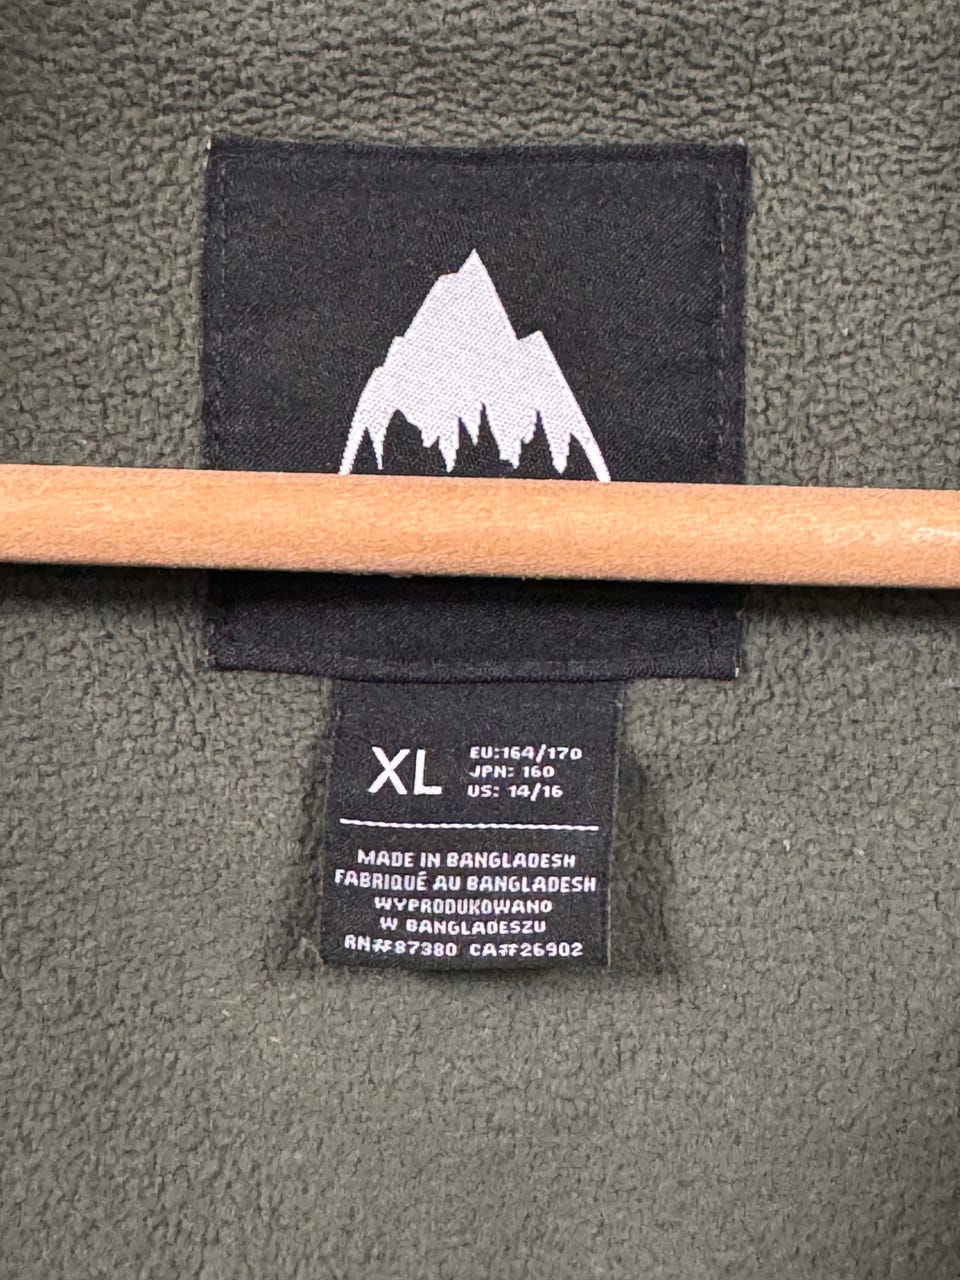 XL
EU:164/170
JPN: 160
US: 14/16
MADE IN BANGLADESH
FABRIQUÉ AU BANGLADESH
WYPRODUKOWANO
W BANGLADESZU
RN#87380 CA#26902